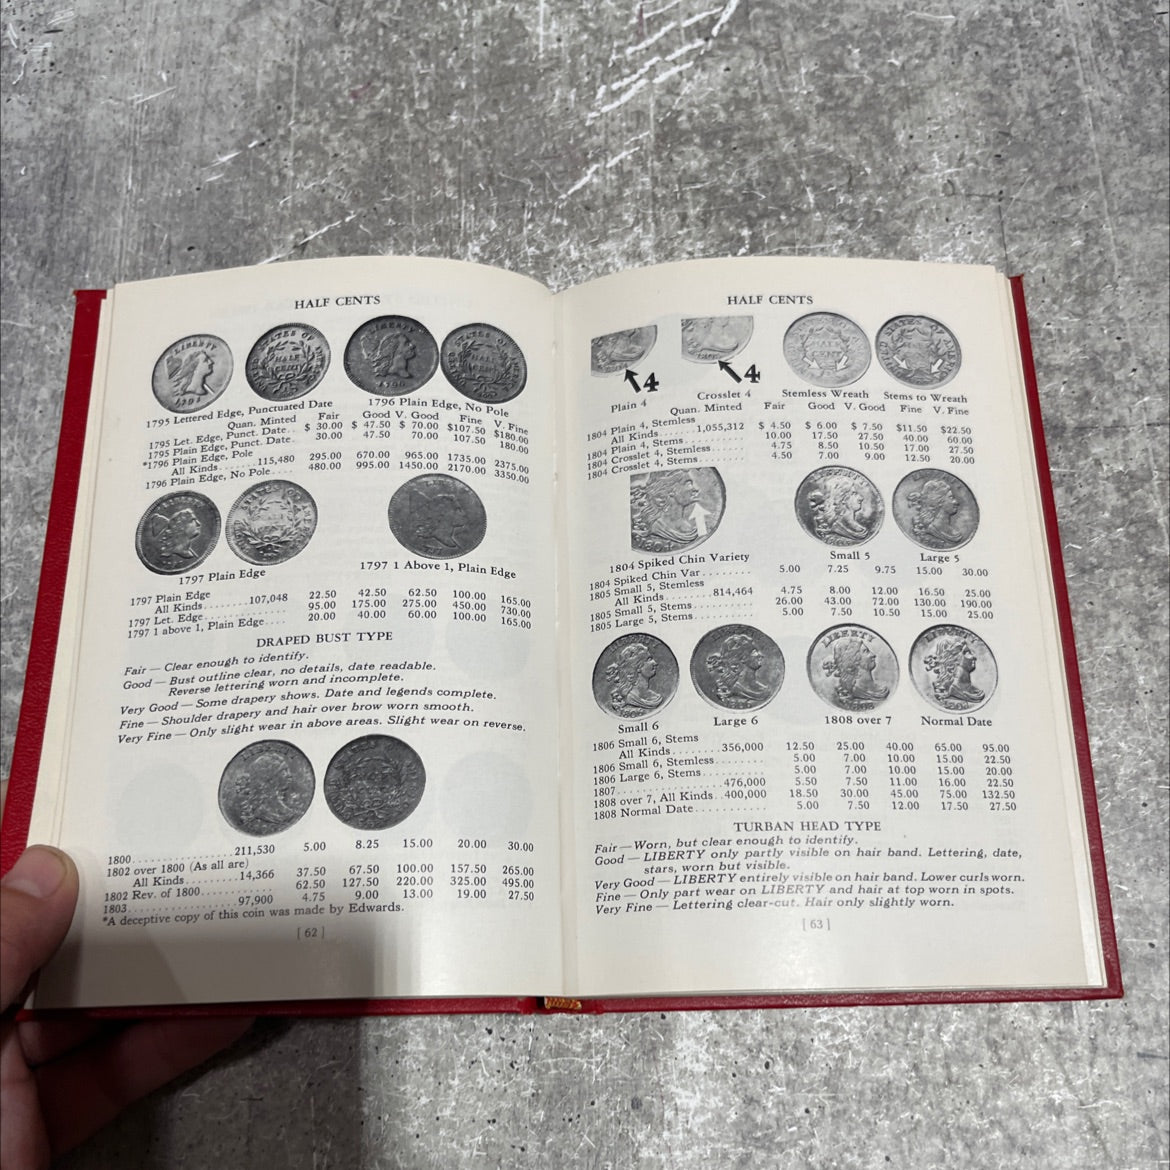 HALF CENTS
1795 Lettered Edge, Punctuated Date
1796 Plain Edge, No Pole
Quan. Minted Fair Good V. Good Fine V. Fine
1795 Let. Edge, Punct. Date.. $ 30.00 $ 47.50 $ 70.00 $107.50 $180.00
1795 Plain Edge, Punct. Date. 30.00 47.50 70.00 107.50 180.00
*1796 Plain Edge, Pole
All Kinds.....115,480 295.00 670.00 965.00 1735.00 2375.00
1796 Plain Edge, No Pole.... 480.00 995.00 1450.00 2170.00 3350.00
1797 Plain Edge
1797 1 Above 1, Plain Edge
1797 Plain Edge
All Kinds.......107,048 22.50 42.50 62.50 100.00 165.00
1797 Let. Edge.......... 95.00 175.00 275.00 450.00 730.00
1797 1 above 1, Plain Edge.... 20.00 40.00 60.00 100.00 165.00
DRAPED BUST TYPE
Fair — Clear enough to identify.
Good — Bust outline clear, no details, date readable.
Reverse lettering worn and incomplete.
Very Good — Some drapery shows. Date and legends complete.
Fine — Shoulder drapery and hair over brow worn smooth.
Very Fine — Only slight wear in above areas. Slight wear on reverse.
1800................211,530 5.00 8.25 15.00 20.00 30.00
1802 over 1800 (As all are)
All Kinds........14,366 37.50 67.50 100.00 157.50 265.00
1802 Rev. of 1800........... 62.50 127.50 220.00 325.00 495.00
1803................97,900 4.75 9.00 13.00 19.00 27.50
*A deceptive copy of this coin was made by Edwards.
[ 62 ]
HALF CENTS
4
4
Plain 4
Crosslet 4
Stemless Wreath
Stems to Wreath
Quan. Minted Fair Good V. Good Fine V. Fine
1804 Plain 4, Stemless
All Kinds....1,055,312 $ 4.50 $ 6.00 $ 7.50 $11.50 $22.50
1804 Plain 4, Stems......... 10.00 17.50 27.50 40.00 60.00
1804 Crosslet 4, Stemless.... 4.75 8.50 10.50 17.00 27.50
1804 Crosslet 4, Stems...... 4.50 7.00 9.00 12.50 20.00
1804 Spiked Chin Variety
Small 5
Large 5
1804 Spiked Chin Var........ 5.00 7.25 9.75 15.00 30.00
1805 Small 5, Stemless
All Kinds.......814,464 4.75 8.00 12.00 16.50 25.00
1805 Small 5, Stems......... 26.00 43.00 72.00 130.00 190.00
1805 Large 5, Stems......... 5.00 7.50 10.50 15.00 25.00
LIBERTY
LIBERTY
Small 6
Large 6
1808 over 7
Normal Date
1806 Small 6, Stems
All Kinds.......356,000 12.50 25.00 40.00 65.00 95.00
1806 Small 6, Stemless....... 5.00 7.00 10.00 15.00 22.50
1806 Large 6, Stems......... 5.00 7.00 10.00 15.00 20.00
1807................476,000 5.50 7.50 11.00 16.00 22.50
1808 over 7, All Kinds..400,000 18.50 30.00 45.00 75.00 132.50
1808 Normal Date........... 5.00 7.50 12.00 17.50 27.50
TURBAN HEAD TYPE
Fair — Worn, but clear enough to identify.
Good — LIBERTY only partly visible on hair band. Lettering, date,
stars, worn but visible.
Very Good — LIBERTY entirely visible on hair band. Lower curls worn.
Fine — Only part wear on LIBERTY and hair at top worn in spots.
Very Fine — Lettering clear-cut. Hair only slightly worn.
[ 63 ]